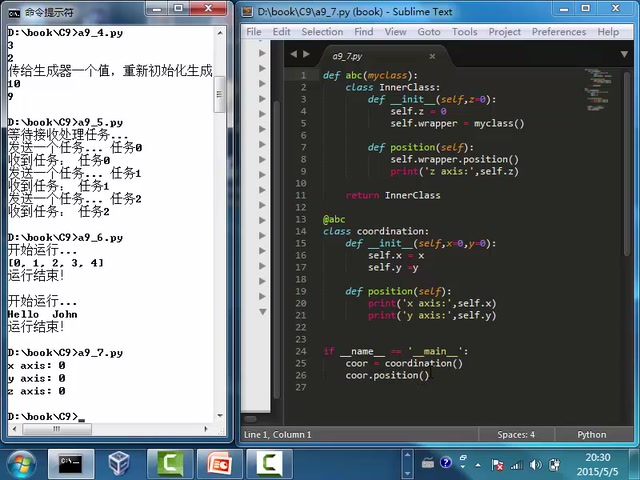 命令提示符
D:\book\C9>a9_4.py
3
2
传给生成器一个值，重新初始化生成
10
9
D:\book\C9>a9_5.py
等待接收处理任务...
发送一个任务... 任务0
收到任务： 任务0
发送一个任务... 任务1
收到任务： 任务1
发送一个任务... 任务2
收到任务： 任务2
D:\book\C9>a9_6.py
开始运行...
[0, 1, 2, 3, 4]
运行结束!
开始运行...
Hello  John
运行结束!
D:\book\C9>a9_7.py
x axis: 0
y axis: 0
z axis: 0
D:\book\C9>_
D:\book\C9\a9_7.py (book) - Sublime Text
File Edit Selection Find View Goto Tools Project Preferences Help
a9_7.py
1 def abc(myclass):
2     class InnerClass:
3         def __init__(self,z=0):
4             self.z = 0
5             self.wrapper = myclass()
6
7         def position(self):
8             self.wrapper.position()
9             print('z axis:',self.z)
10
11     return InnerClass
12
13 @abc
14 class coordination:
15     def __init__(self,x=0,y=0):
16         self.x = x
17         self.y =y
18
19     def position(self):
20         print('x axis:',self.x)
21         print('y axis:',self.y)
22
23
24 if __name__ == '__main__':
25     coor = coordination()
26     coor.position()
27
Line 1, Column 1
Spaces: 4
Python
20:30
2015/5/5